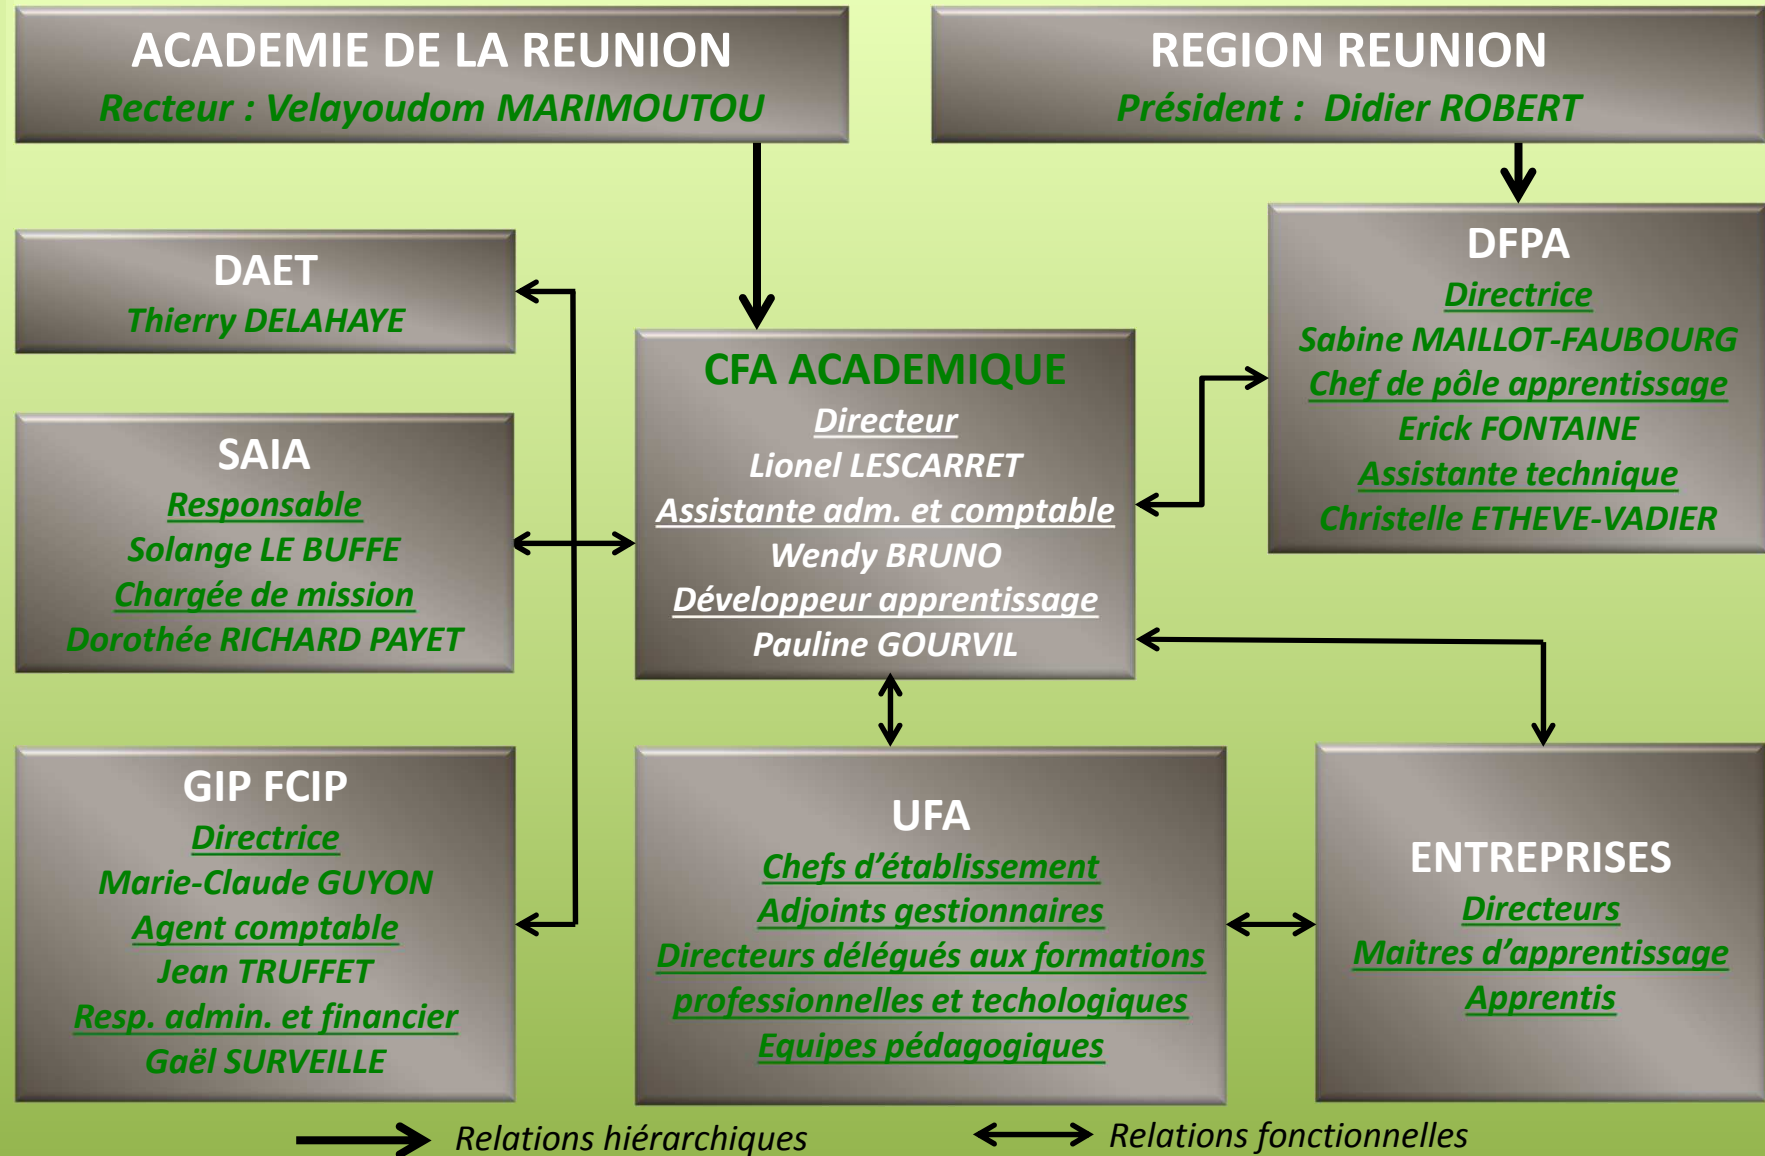 ACADEMIE DE LA REUNION
Recteur : Velayoudom MARIMOUTOU
REGION REUNION
Président : Didier ROBERT
DAET
Thierry DELAHAYE
SAIA
Responsable
Solange LE BUFFE
Chargée de mission
Dorothée RICHARD PAYET
GIP FCIP
Directrice
Marie-Claude GUYON
Agent comptable
Jean TRUFFET
Resp. admin. et financier
Gaël SURVEILLE
CFA ACADEMIQUE
Directeur
Lionel LESCARRET
Assistante adm. et comptable
Wendy BRUNO
Développeur apprentissage
Pauline GOURVIL
DFPA
Directrice
Sabine MAILLOT-FAUBOURG
Chef de pôle apprentissage
Erick FONTAINE
Assistante technique
Christelle ETHEVE-VADIER
UFA
Chefs d'établissement
Adjoints gestionnaires
Directeurs délégués aux formations
professionnelles et techologiques
Equipes pédagogiques
ENTREPRISES
Directeurs
Maitres d'apprentissage
Apprentis
Relations hiérarchiques
Relations fonctionnelles